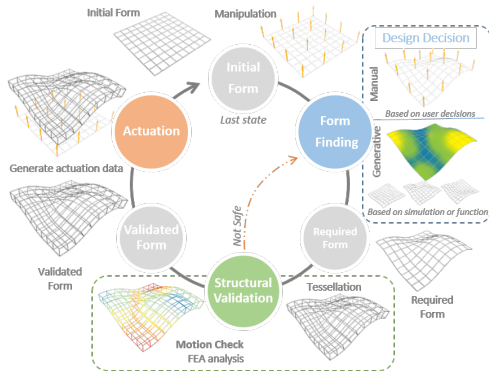 Initial Form
Manipulation
Design Decision
Manual
Based on user decisions
Generative
Based on simulation or function
Initial
Form
Last state
Actuation
Form
Finding
Generate actuation data
Not Safe
Validated
Form
Required
Form
Validated
Form
Structural
Validation
Tessellation
Required
Form
Motion Check
FEA analysis